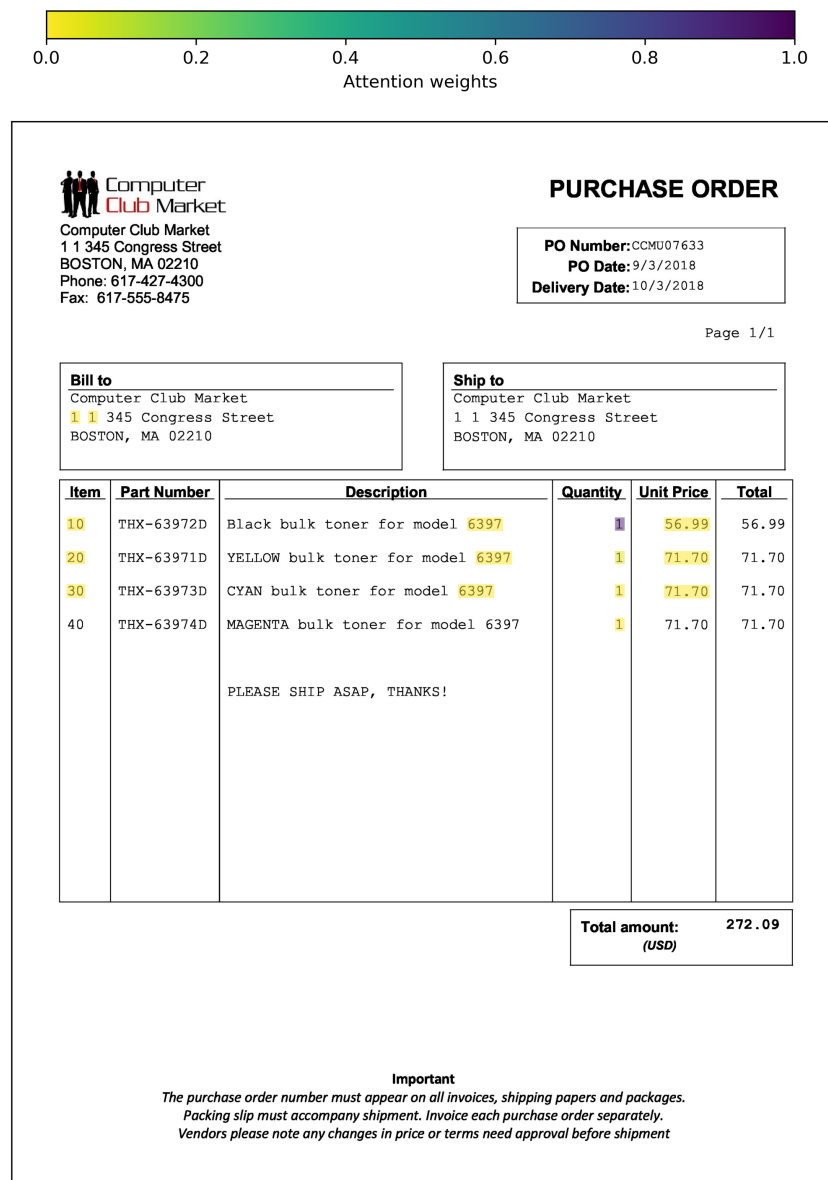 0.0 0.2 0.4 0.6 0.8 1.0
Attention weights
Computer
Club Market
PURCHASE ORDER
Computer Club Market
1 1 345 Congress Street
BOSTON, MA 02210
Phone: 617-427-4300
Fax: 617-555-8475
PO Number: CCMU07633
PO Date: 9/3/2018
Delivery Date: 10/3/2018
Page 1/1
Bill to
Computer Club Market
1 1 345 Congress Street
BOSTON, MA 02210
Ship to
Computer Club Market
1 1 345 Congress Street
BOSTON, MA 02210
Item Part Number Description Quantity Unit Price Total
10 THX-63972D Black bulk toner for model 6397 1 56.99 56.99
20 THX-63971D YELLOW bulk toner for model 6397 1 71.70 71.70
30 THX-63973D CYAN bulk toner for model 6397 1 71.70 71.70
40 THX-63974D MAGENTA bulk toner for model 6397 1 71.70 71.70
PLEASE SHIP ASAP, THANKS!
Total amount: 272.09
(USD)
Important
The purchase order number must appear on all invoices, shipping papers and packages.
Packing slip must accompany shipment. Invoice each purchase order separately.
Vendors please note any changes in price or terms need approval before shipment